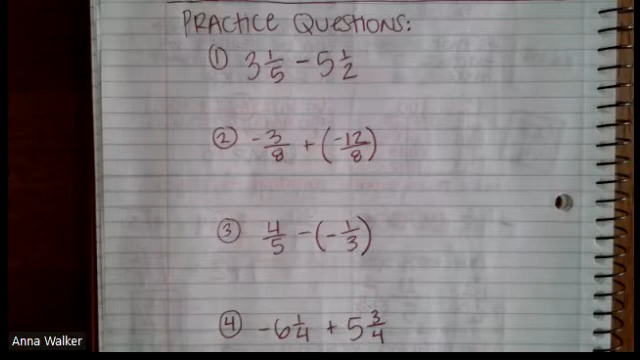 PRACTICE QUESTIONS:
① 3 1/5 - 5 1/2
② -3/8 + (-12/8)
③ 4/5 - (-1/3)
④ -6 1/4 + 5 3/4
Anna Walker